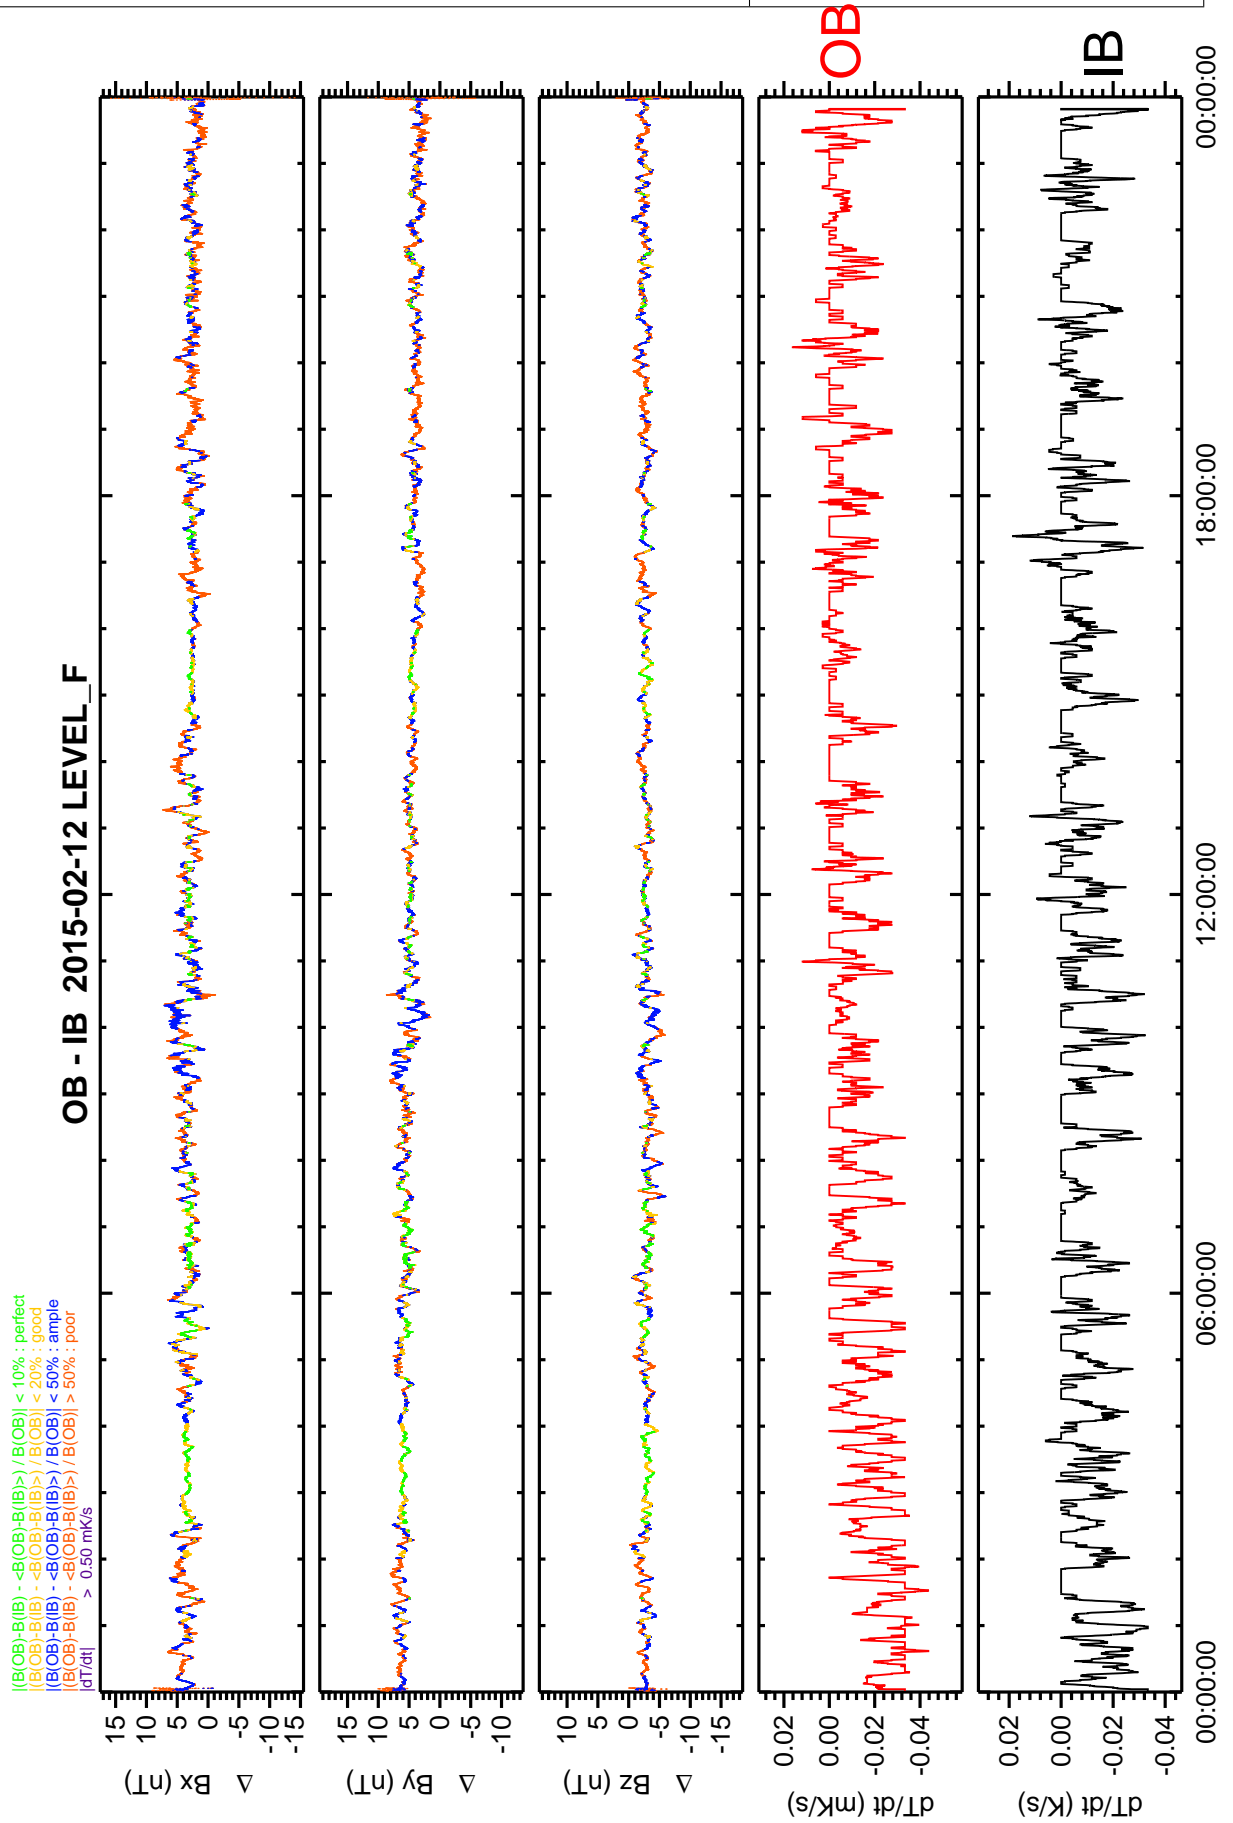 OB - IB  2015-02-12 LEVEL_F
|(B(OB)-B(IB) - <B(OB)-B(IB)>) / B(OB)| < 10% : perfect
|(B(OB)-B(IB) - <B(OB)-B(IB)>) / B(OB)| < 20% : good
|(B(OB)-B(IB) - <B(OB)-B(IB)>) / B(OB)| < 50% : ample
|(B(OB)-B(IB) - <B(OB)-B(IB)>) / B(OB)| > 50% : poor
|dT/dt| > 0.50 mK/s
Δ Bx (nT)
15
10
5
0
-5
-10
-15
Δ By (nT)
15
10
5
0
-5
-10
Δ Bz (nT)
10
5
0
-5
-10
-15
dT/dt (mK/s)
0.02
0.00
-0.02
-0.04
OB
dT/dt (K/s)
0.02
0.00
-0.02
-0.04
IB
00:00:00
06:00:00
12:00:00
18:00:00
00:00:00